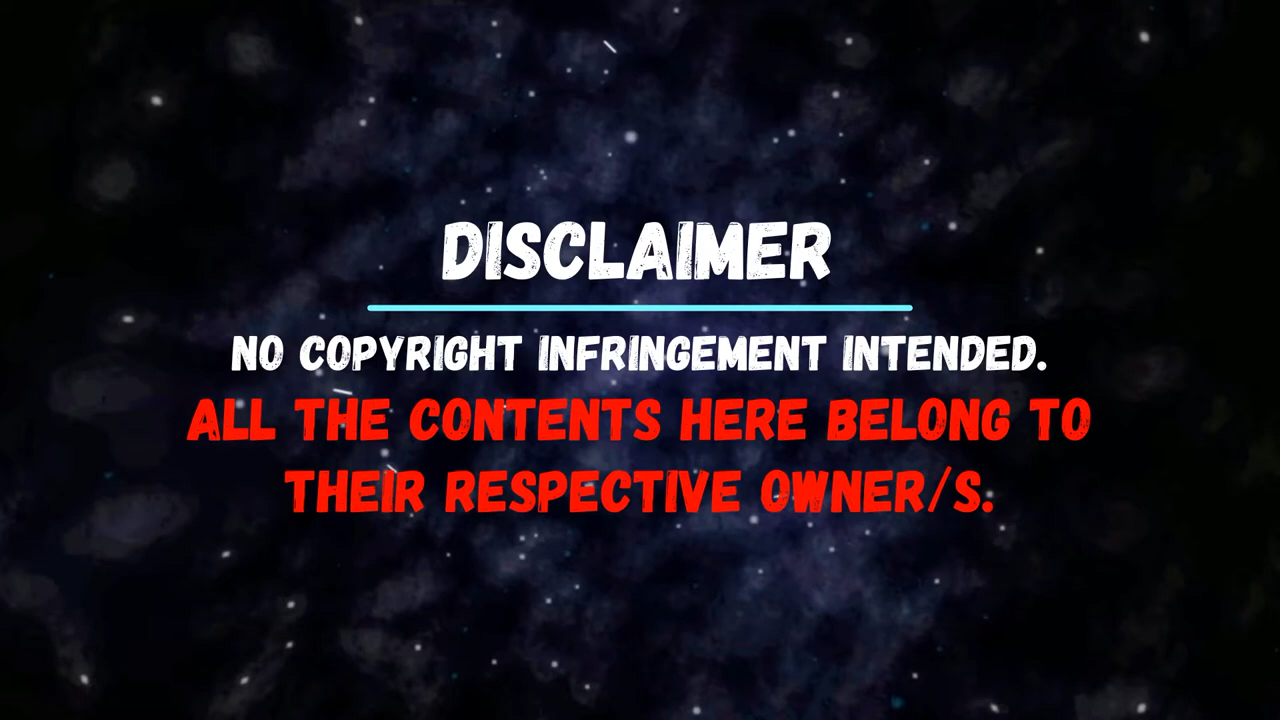 DISCLAIMER
NO COPYRIGHT INFRINGEMENT INTENDED.
ALL THE CONTENTS HERE BELONG TO
THEIR RESPECTIVE OWNER/S.